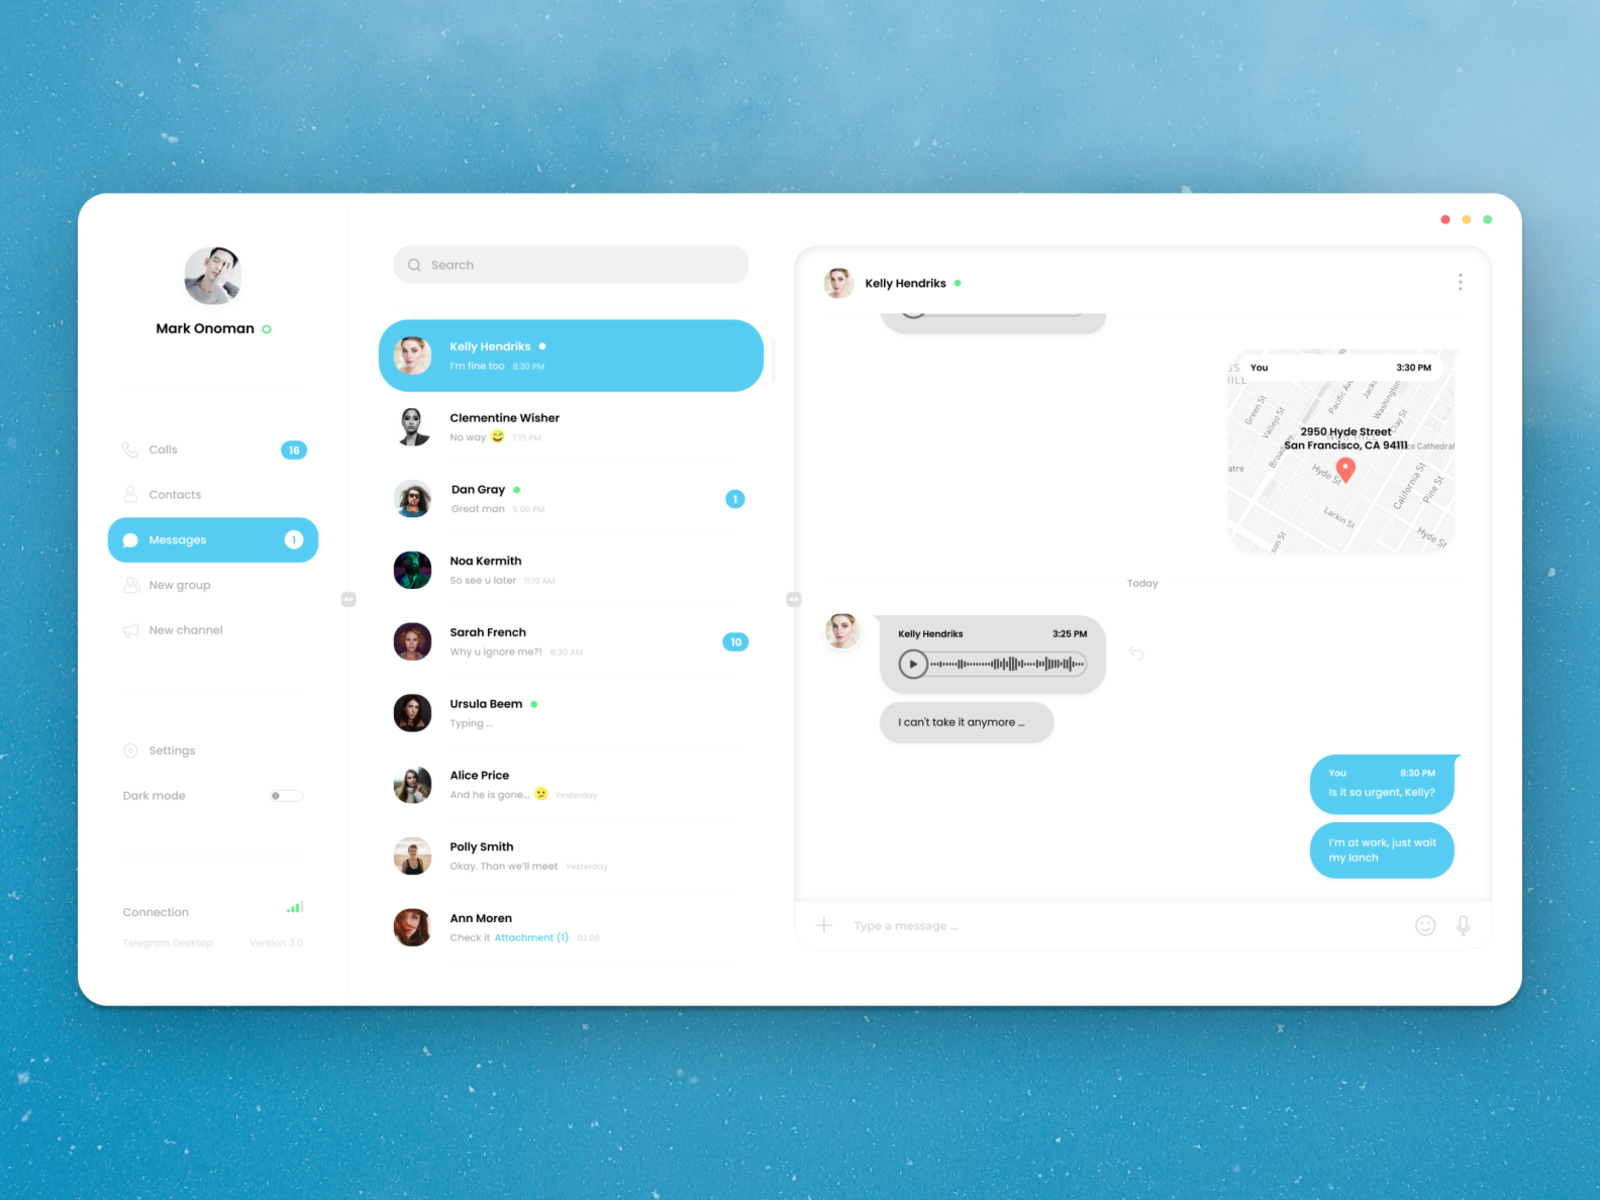 Mark Onoman
Calls
16
Contacts
Messages
1
New group
New channel
Settings
Dark mode
Connection
Telegram Desktop
Version 3.0
Search
Kelly Hendriks
I'm fine too 8:30 PM
Clementine Wisher
No way 😅 7:15 PM
Dan Gray
Great man 6:00 PM
1
Noa Kermith
So see u later 11:10 AM
Sarah French
Why u ignore me?! 8:30 AM
10
Ursula Beem
Typing ...
Alice Price
And he is gone... 🫤 Yesterday
Polly Smith
Okay. Than we'll meet Yesterday
Ann Moren
Check it Attachment (1) 02.08
Kelly Hendriks
You 3:30 PM
HILL
Green St
Vallejo St
Pacific Av
Jacks
Washington
Clay St
2950 Hyde Street
San Francisco, CA 94111
ce Cathedral
atre
Hyde St
California St
Pine St
Larkin St
Hyde St
son St
Today
Kelly Hendriks 3:25 PM
I can't take it anymore ...
You 8:30 PM
Is it so urgent, Kelly?
I'm at work, just wait
my lanch
Type a message ...